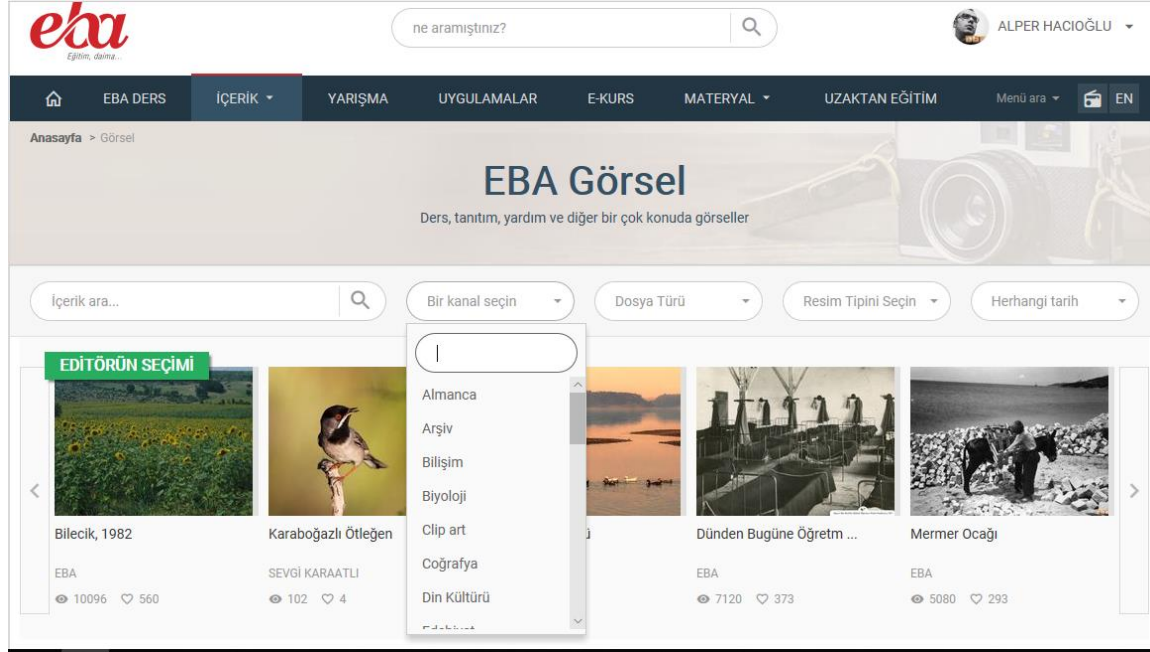 eba
Eğitim, daima...
ne aramıştınız?
ALPER HACIOĞLU
EBA DERS
İÇERİK
YARIŞMA
UYGULAMALAR
E-KURS
MATERYAL
UZAKTAN EĞİTİM
Menü ara
EN
Anasayfa > Görsel
EBA Görsel
Ders, tanıtım, yardım ve diğer bir çok konuda görseller
İçerik ara...
Bir kanal seçin
Dosya Türü
Resim Tipini Seçin
Herhangi tarih
EDİTÖRÜN SEÇİMİ
Almanca
Arşiv
Bilişim
Biyoloji
Clip art
Coğrafya
Din Kültürü
Bilecik, 1982
EBA
10096 560
Karaboğazlı Ötleğen
SEVGİ KARAATLI
102 4
Dünden Bugüne Öğretm ...
EBA
7120 373
Mermer Ocağı
EBA
5080 293